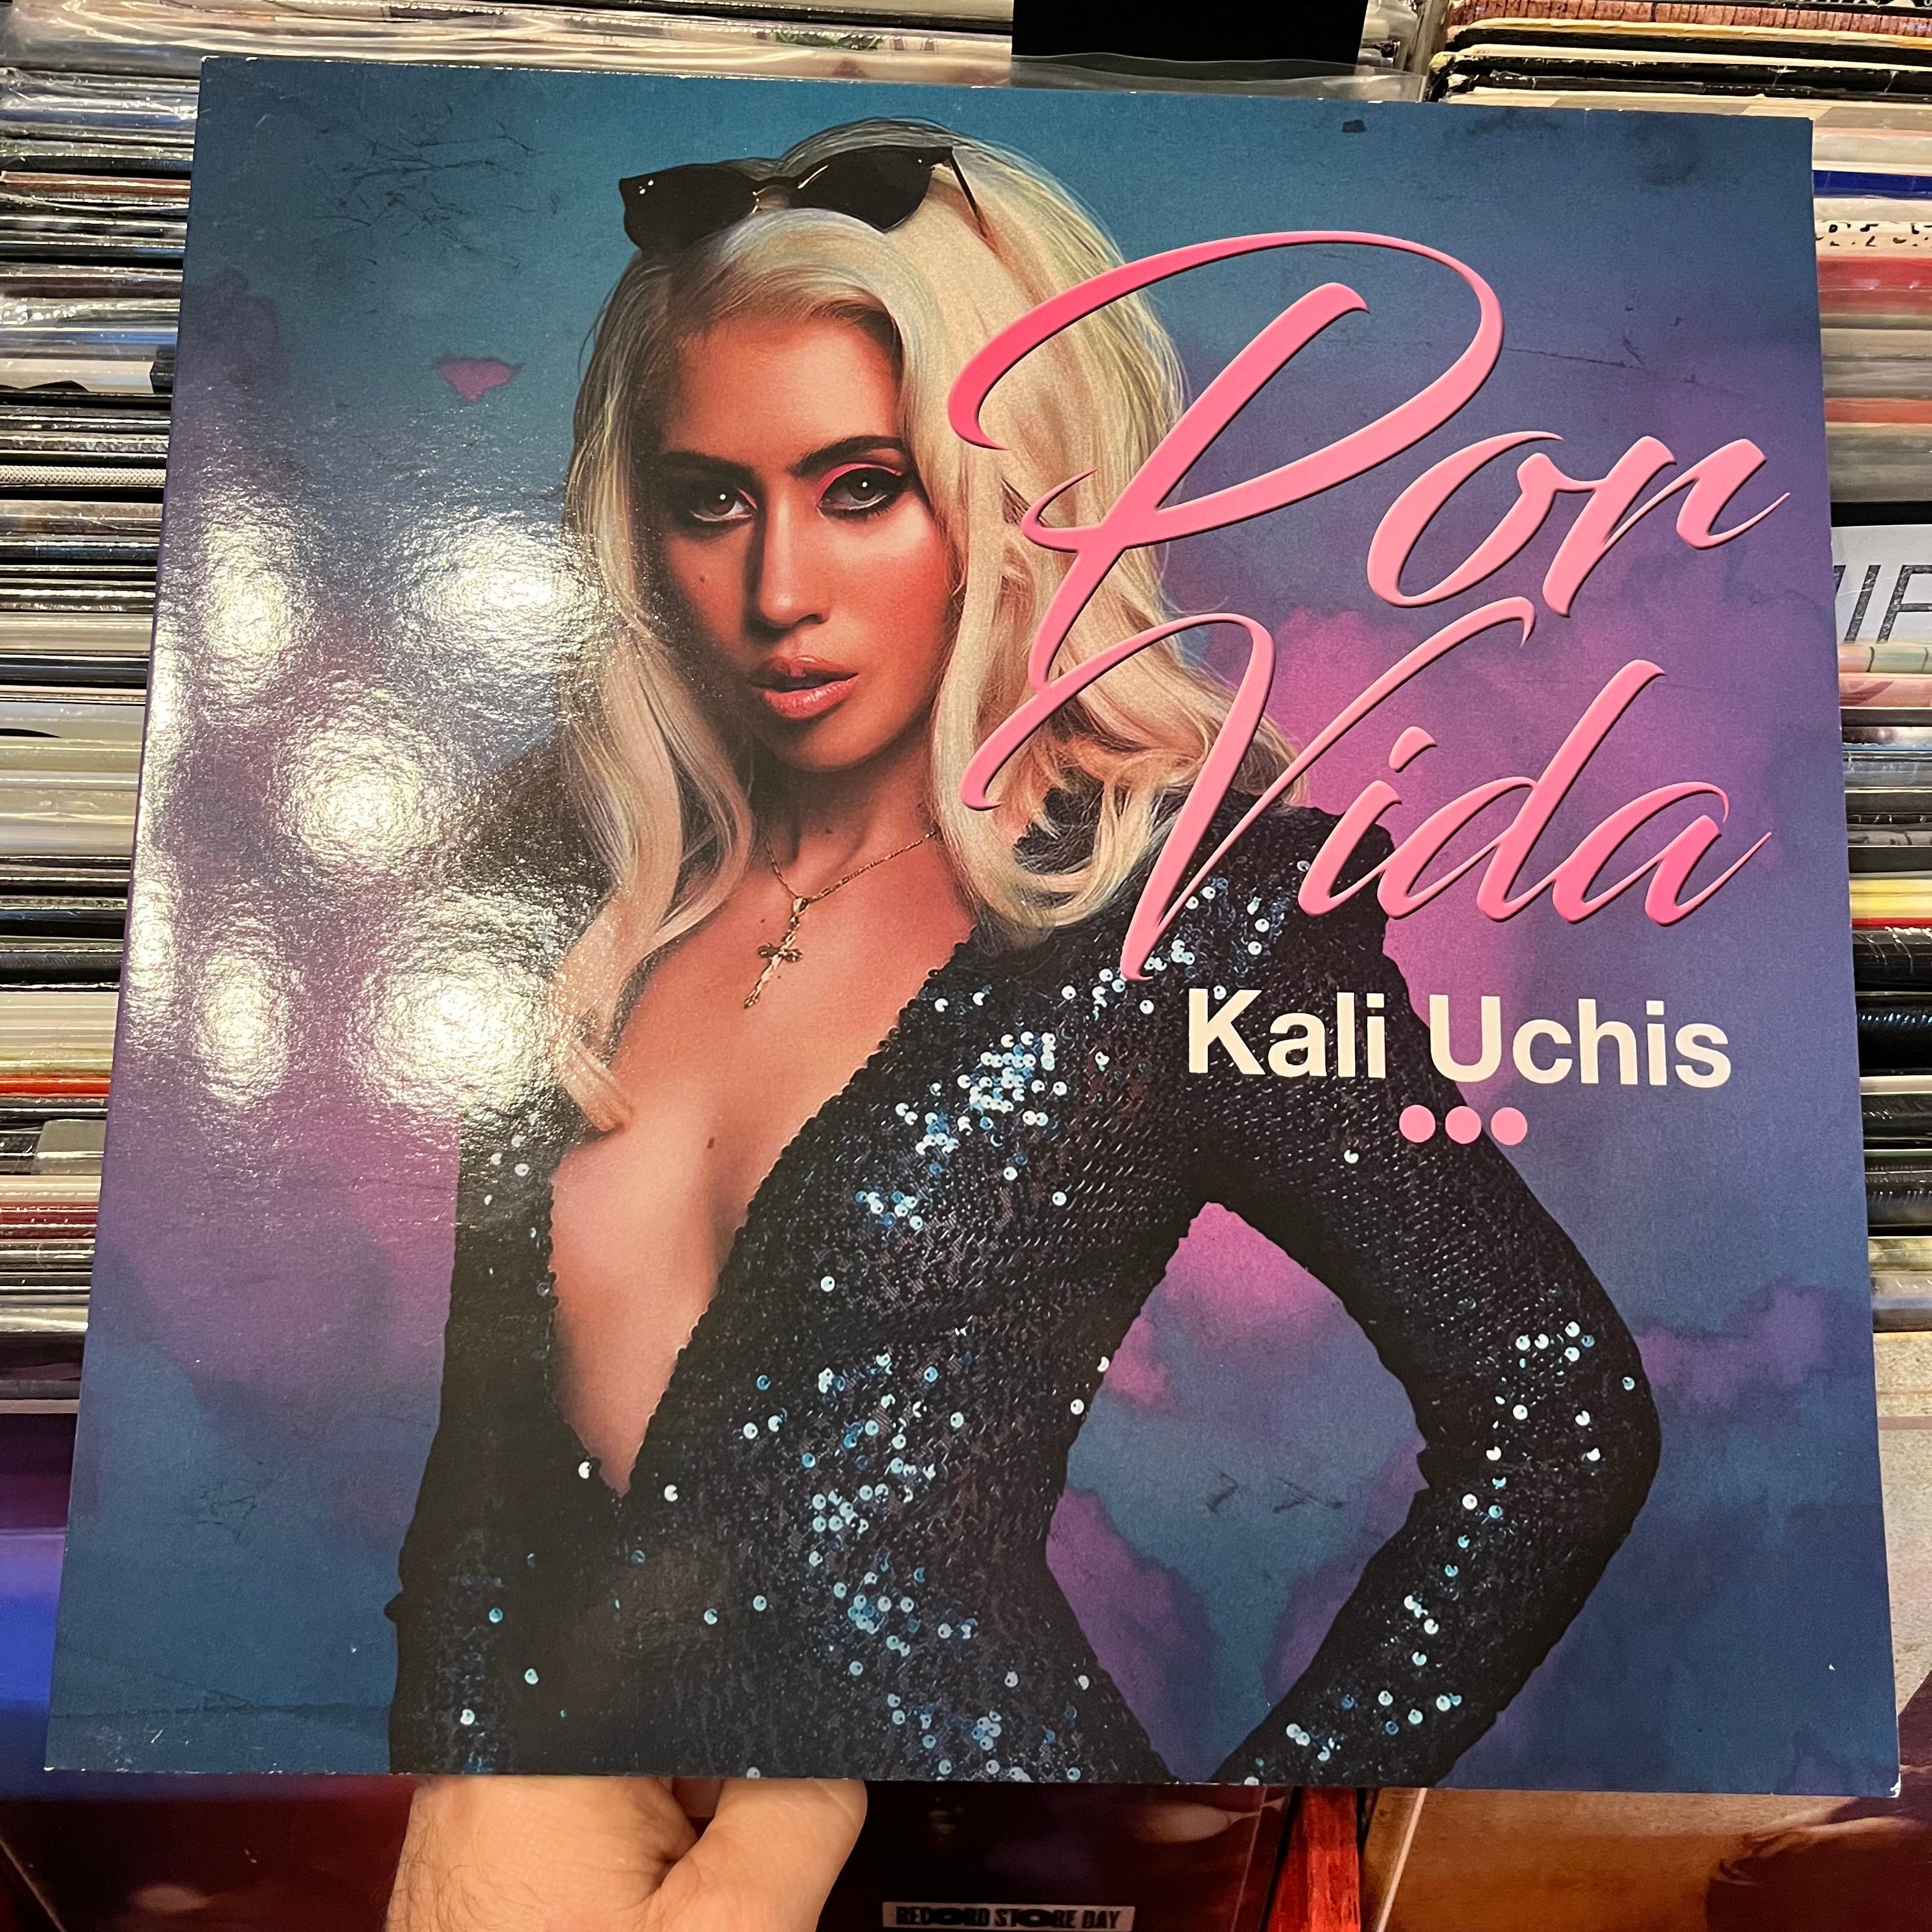 Por
Vida
Kali Uchis
RECORD STORE DAY